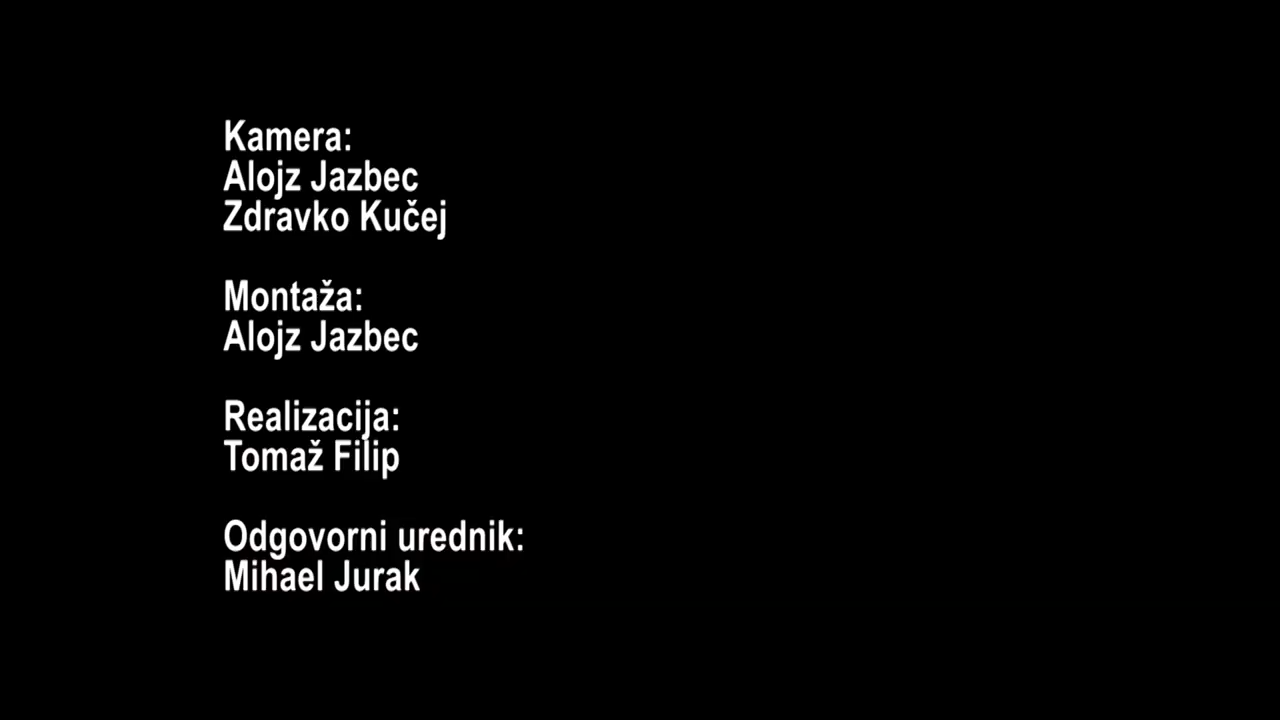 Kamera:
Alojz Jazbec
Zdravko Kučej
Montaža:
Alojz Jazbec
Realizacija:
Tomaž Filip
Odgovorni urednik:
Mihael Jurak